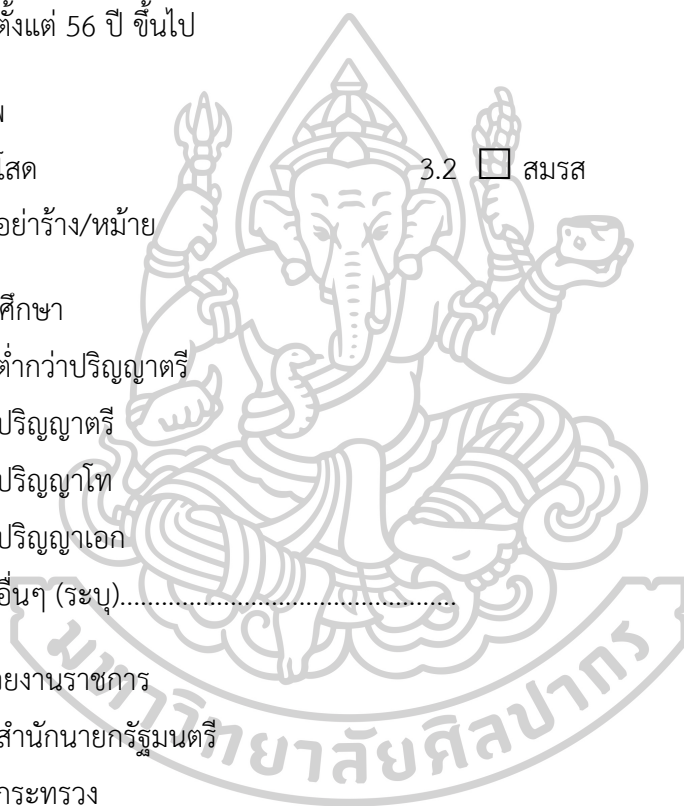 ตั้งแต่ 56 ปี ขึ้นไป
โสด 3.2 สมรส
อย่าร้าง/หม้าย
ศึกษา
ต่ำกว่าปริญญาตรี
ปริญญาตรี
ปริญญาโท
ปริญญาเอก
อื่นๆ (ระบุ)................................................
ยงานราชการ
สำนักนายกรัฐมนตรี
กระทรวง
มหาวิทยาลัยศิลปากร